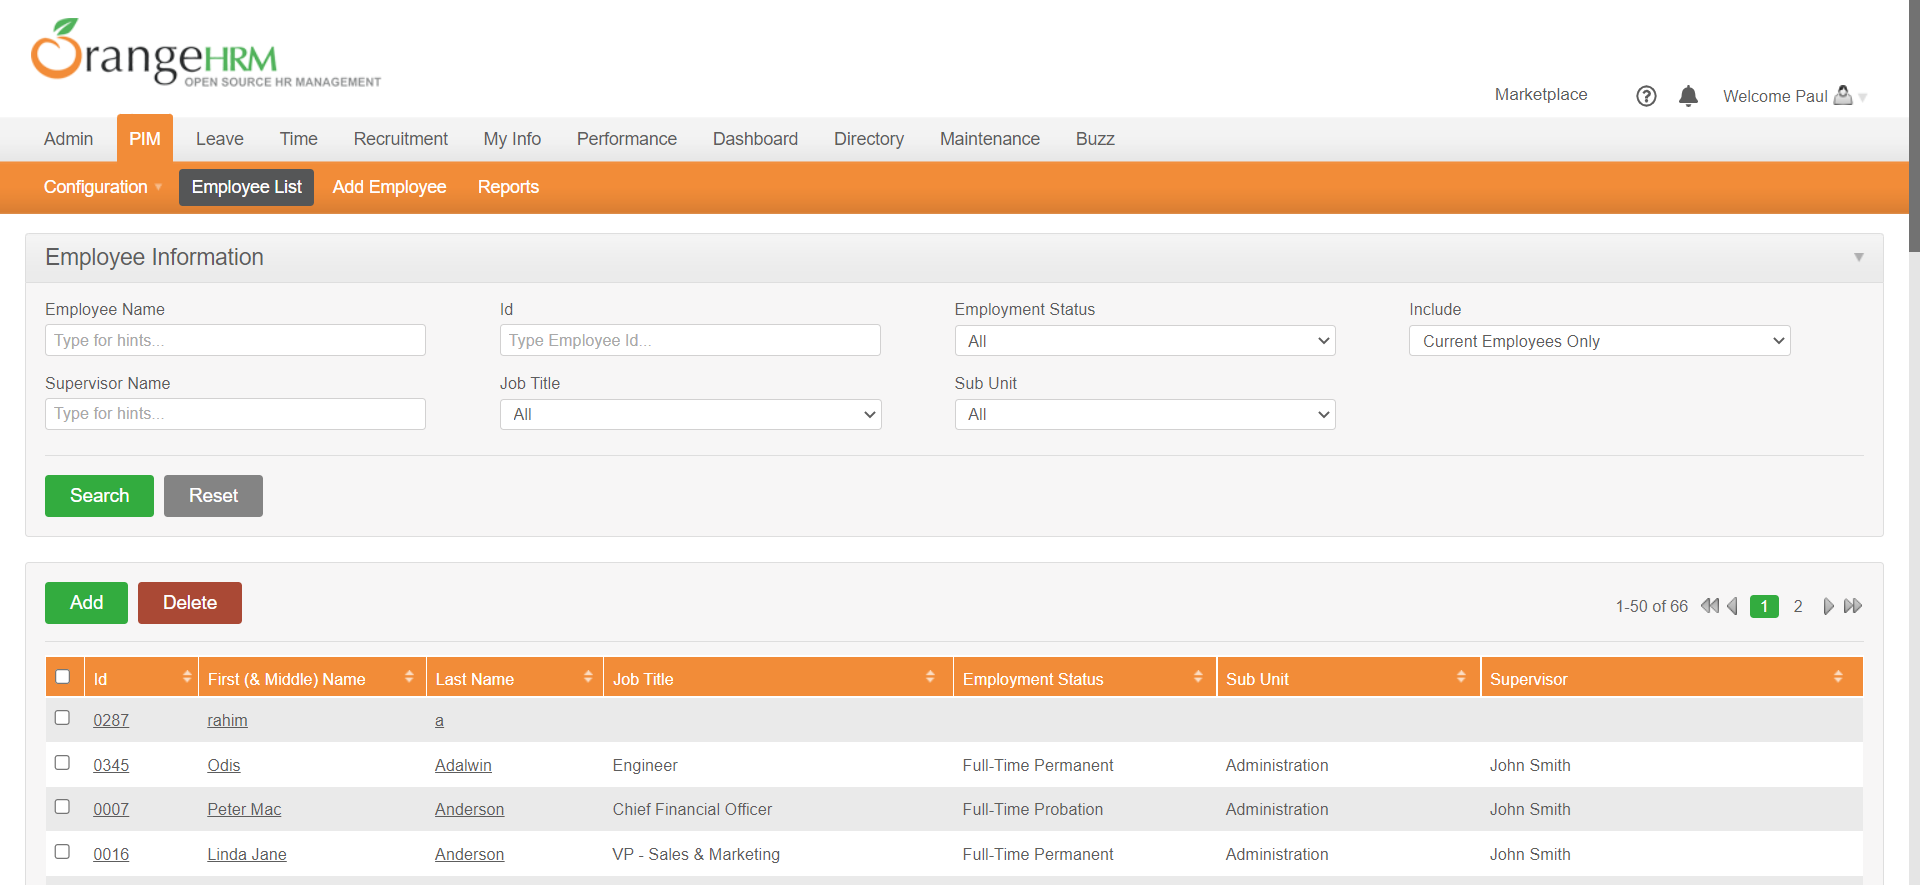 OrangeHRM
OPEN SOURCE HR MANAGEMENT
Marketplace
Welcome Paul
Admin PIM Leave Time Recruitment My Info Performance Dashboard Directory Maintenance Buzz
Configuration Employee List Add Employee Reports
Employee Information
Employee Name Id Employment Status Include
Type for hints... Type Employee Id... All Current Employees Only
Supervisor Name Job Title Sub Unit
Type for hints... All All
Search Reset
Add Delete 1-50 of 66 1 2
Id First (& Middle) Name Last Name Job Title Employment Status Sub Unit Supervisor
0287 rahim a
0345 Odis Adalwin Engineer Full-Time Permanent Administration John Smith
0007 Peter Mac Anderson Chief Financial Officer Full-Time Probation Administration John Smith
0016 Linda Jane Anderson VP - Sales & Marketing Full-Time Permanent Administration John Smith